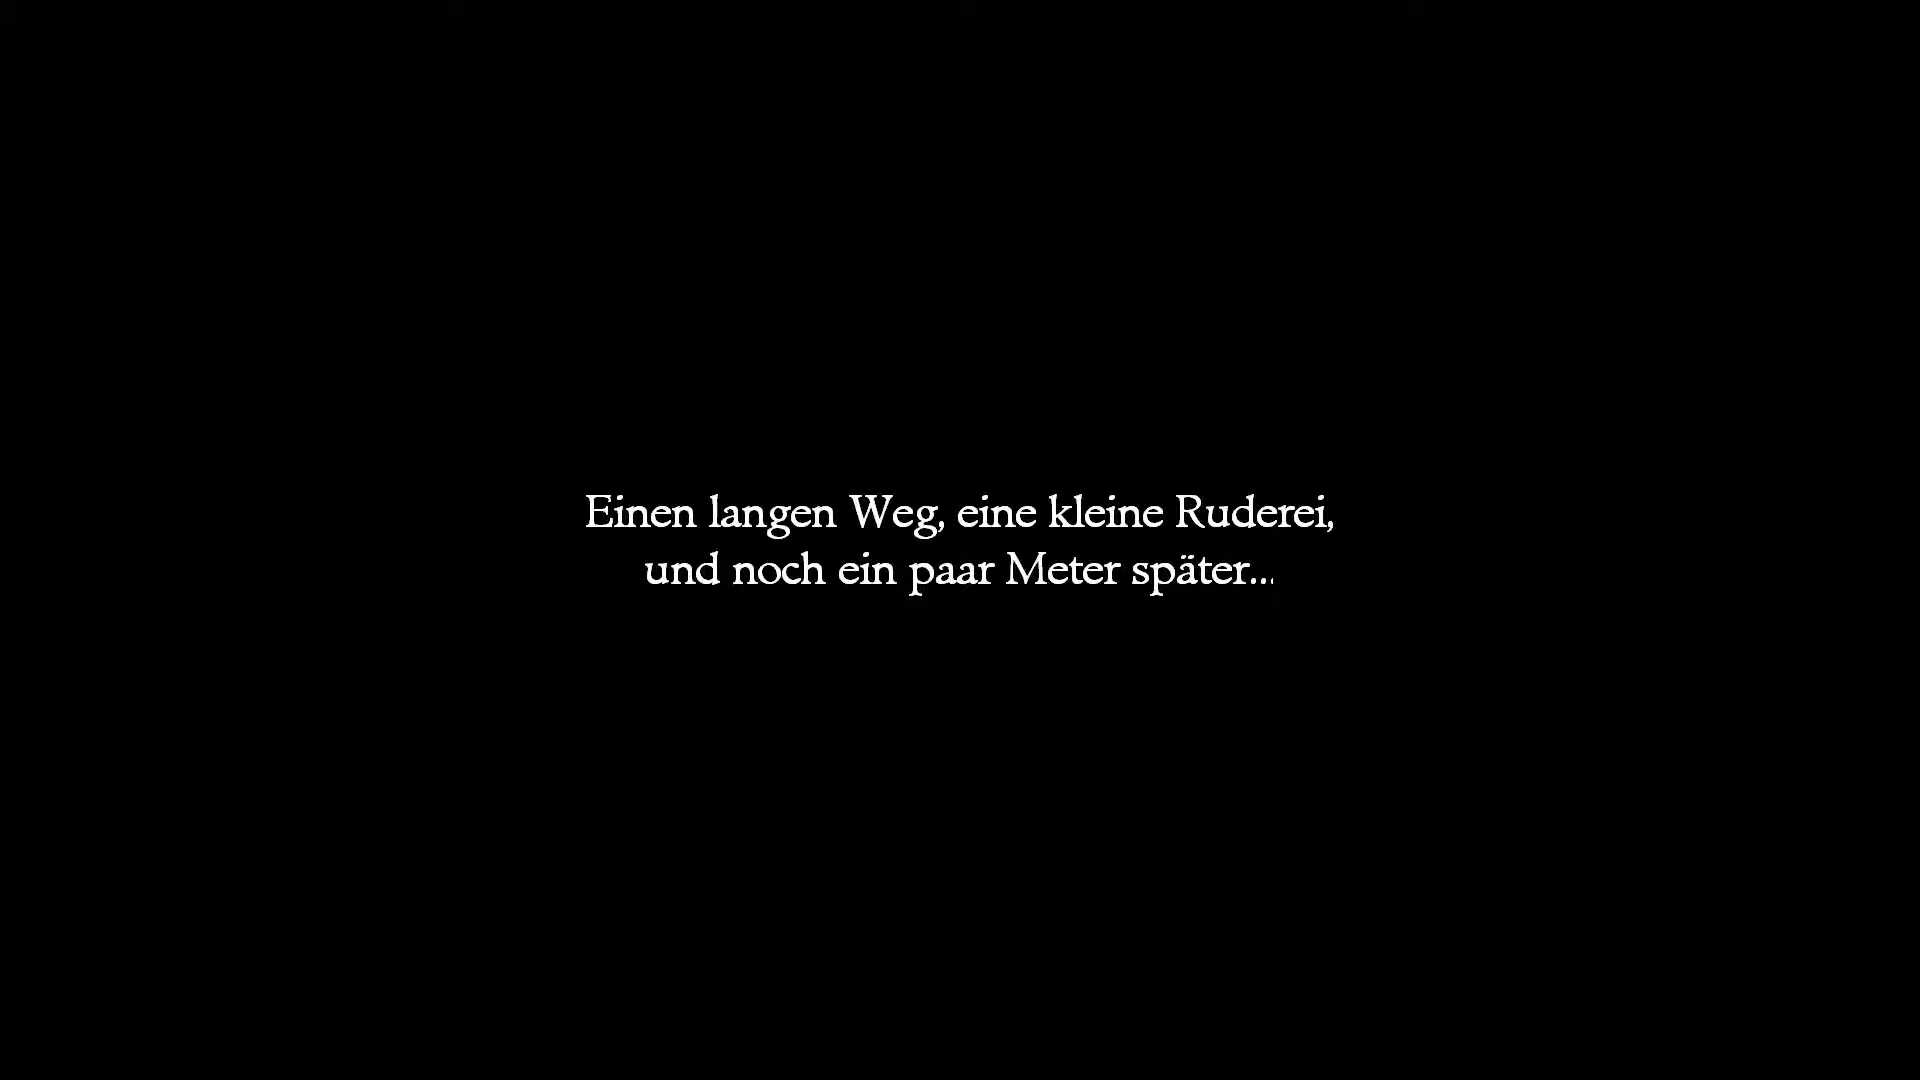 Einen langen Weg, eine kleine Ruderei,
und noch ein paar Meter später...